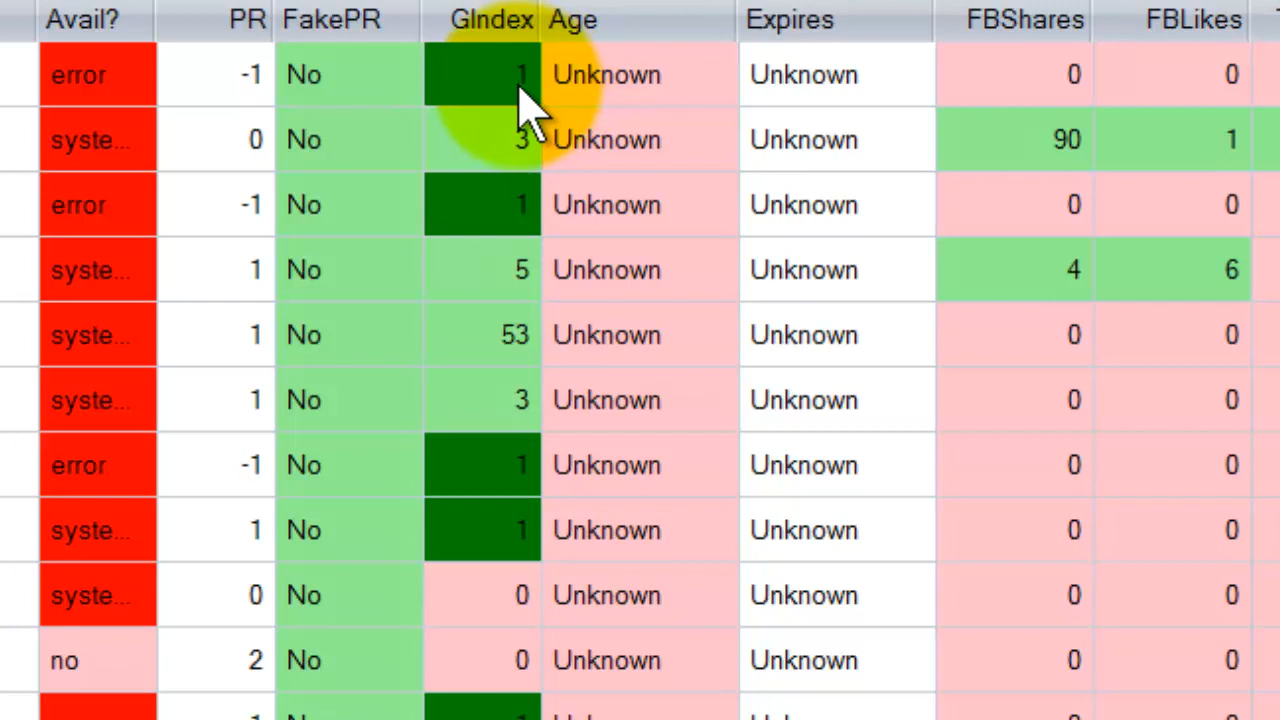 Avail? PR FakePR GIndex Age Expires FBShares FBLikes
error -1 No 1 Unknown Unknown 0 0
syste... 0 No 3 Unknown Unknown 90 1
error -1 No 1 Unknown Unknown 0 0
syste... 1 No 5 Unknown Unknown 4 6
syste... 1 No 53 Unknown Unknown 0 0
syste... 1 No 3 Unknown Unknown 0 0
error -1 No 1 Unknown Unknown 0 0
syste... 1 No 1 Unknown Unknown 0 0
syste... 0 No 0 Unknown Unknown 0 0
no 2 No 0 Unknown Unknown 0 0